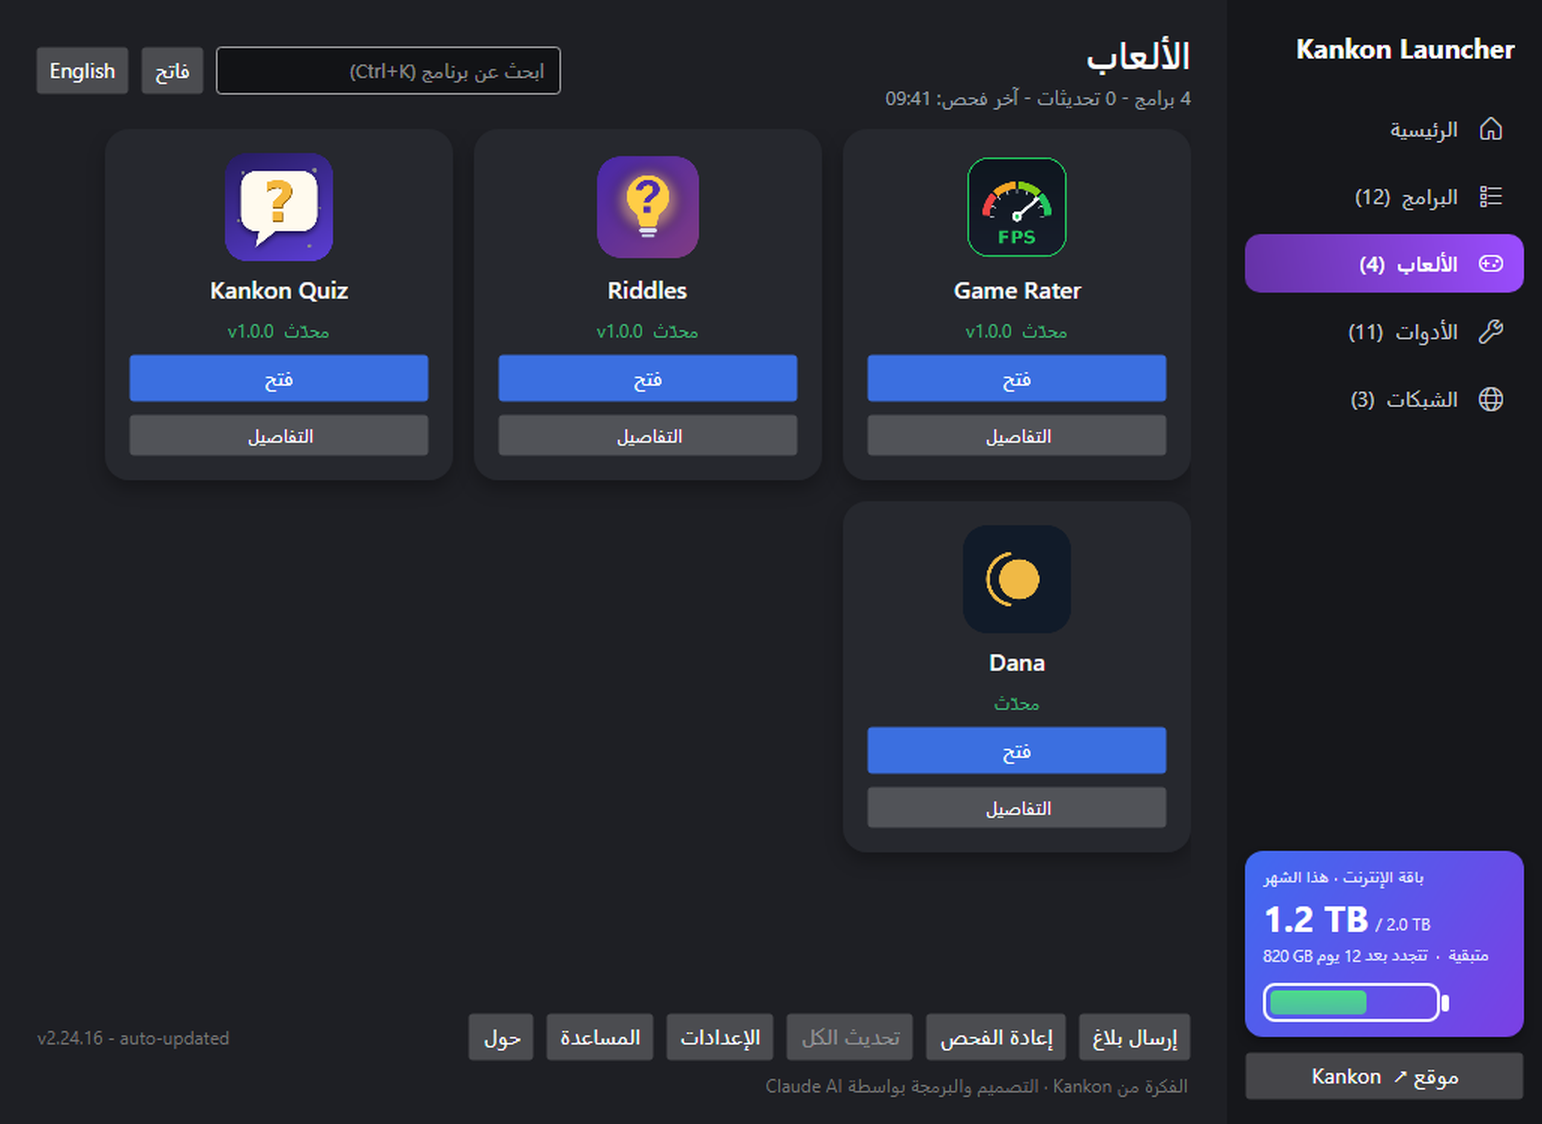 Kankon Launcher
الرئيسية
البرامج (12)
الألعاب (4)
الأدوات (11)
الشبكات (3)
باقة الإنترنت · هذا الشهر
1.2 TB / 2.0 TB
820 GB متبقية · تتجدد بعد 12 يوم
موقع Kankon ↗
الألعاب
4 برامج - 0 تحديثات - آخر فحص: 09:41
ابحث عن برنامج (Ctrl+K)
فاتح
English
Game Rater
FPS
محدّث v1.0.0
فتح
التفاصيل
Riddles
?
محدّث v1.0.0
فتح
التفاصيل
Kankon Quiz
?
محدّث v1.0.0
فتح
التفاصيل
Dana
محدّث
فتح
التفاصيل
إرسال بلاغ
إعادة الفحص
تحديث الكل
الإعدادات
المساعدة
حول
v2.24.16 - auto-updated
الفكرة من Kankon · التصميم والبرمجة بواسطة Claude AI